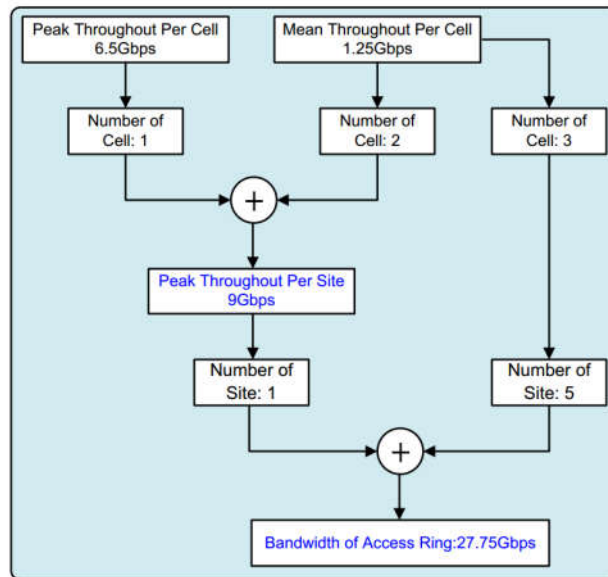 Peak Throughout Per Cell
6.5Gbps
Mean Throughout Per Cell
1.25Gbps
Number of
Cell: 1
Number of
Cell: 2
Number of
Cell: 3
+
Peak Throughout Per Site
9Gbps
Number of
Site: 1
Number of
Site: 5
+
Bandwidth of Access Ring:27.75Gbps